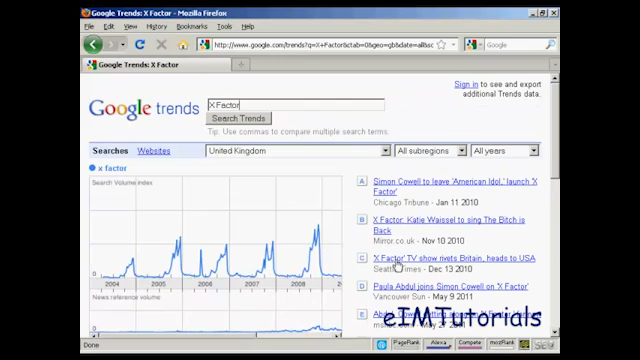 Google Trends: X Factor - Mozilla Firefox
File Edit View History Bookmarks Tools Help
http://www.google.com/trends?q=X+Factor&ctab=0&geo=gb&date=all&sc
Google
Google Trends: X Factor
Sign in to see and export
additional Trends data.
Google trends
X Factor
Search Trends
Tip: Use commas to compare multiple search terms.
Searches Websites
United Kingdom
All subregions
All years
x factor
Search Volume index
2004 2005 2006 2007 2008
News reference volume
A Simon Cowell to leave 'American Idol,' launch 'X
Factor'
Chicago Tribune - Jan 11 2010
B X Factor: Katie Waissel to sing The Bitch is
Back
Mirror.co.uk - Nov 10 2010
C 'X Factor' TV show rivets Britain, heads to USA
Seattle Times - Dec 13 2010
D Paula Abdul joins Simon Cowell on 'X Factor'
Vancouver Sun - May 9 2011
E
eTMTutorials
Done
PageRank
Alexa
Compete
mozRank
SEO